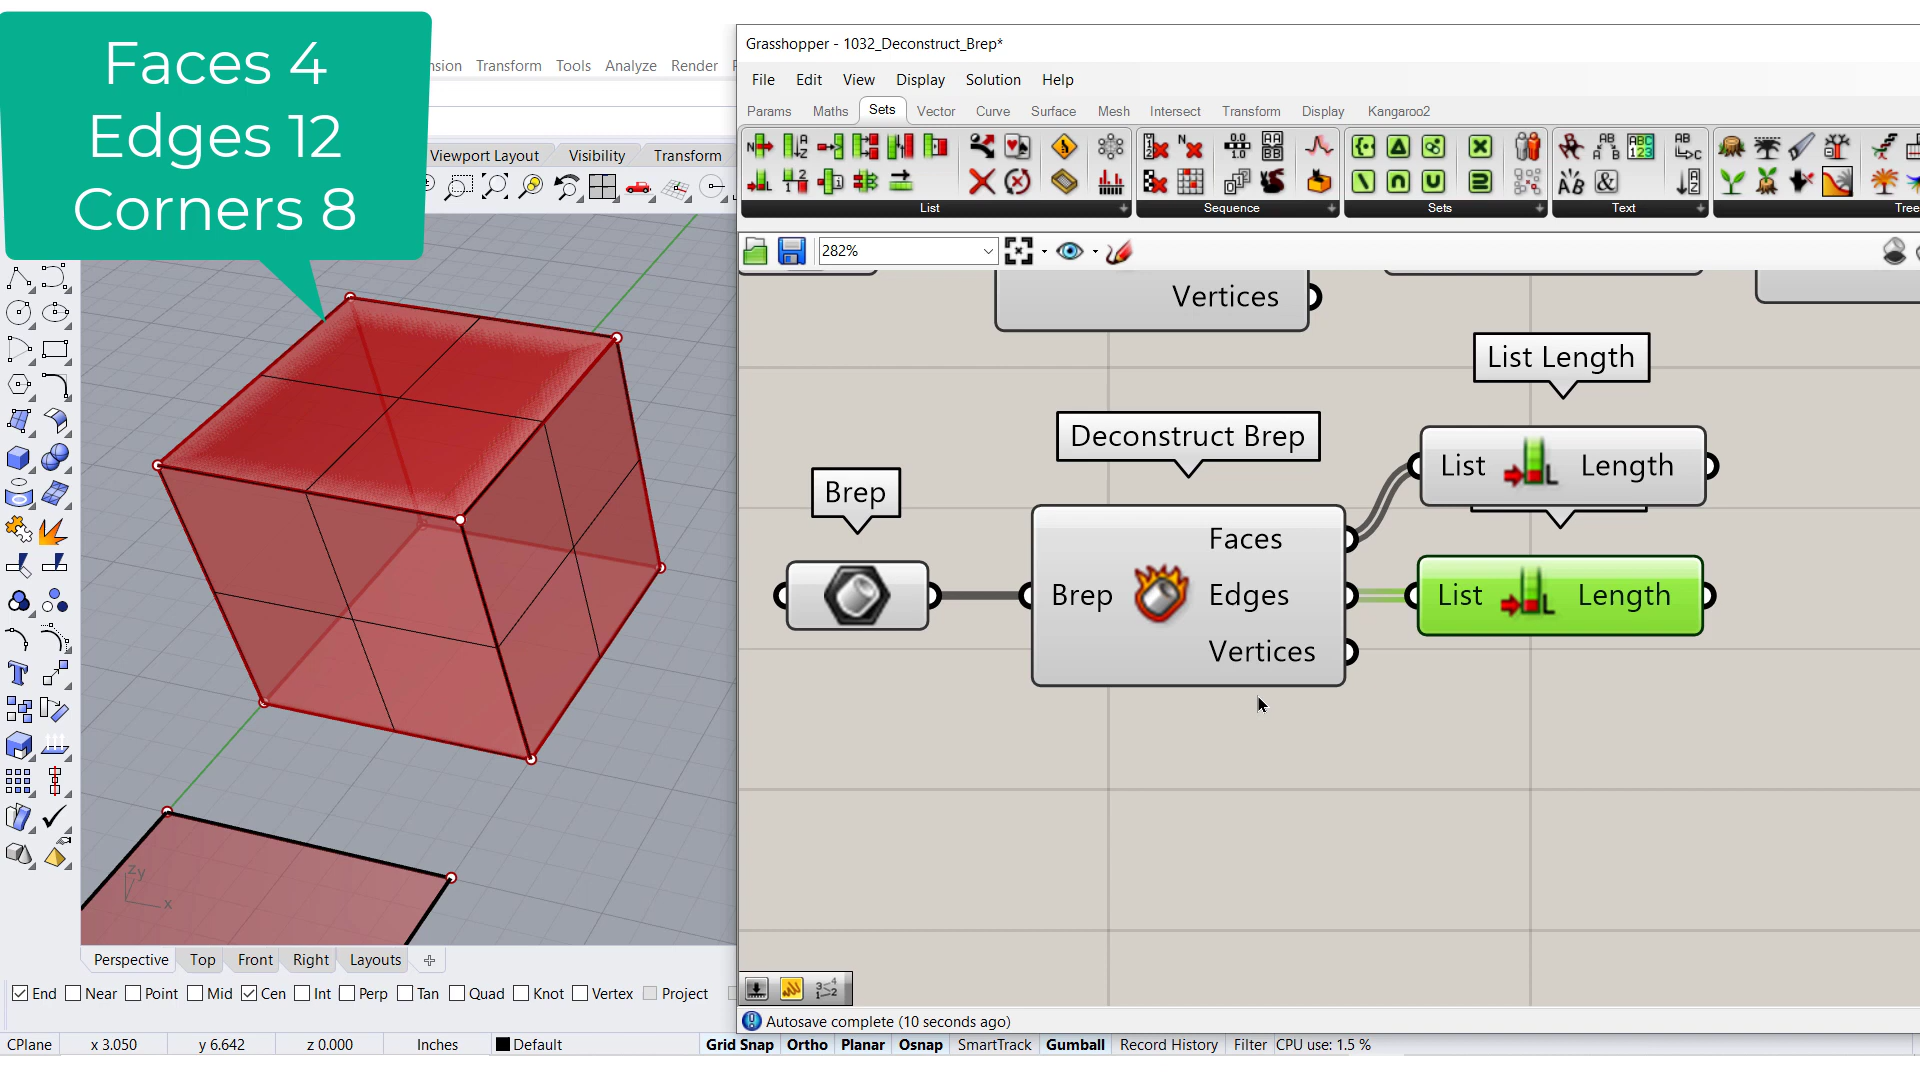 Faces 4
Edges 12
Corners 8
Transform Tools Analyze Render
Viewport Layout Visibility Transform
Grasshopper - 1032_Deconstruct_Brep*
File Edit View Display Solution Help
Params Maths Sets Vector Curve Surface Mesh Intersect Transform Display Kangaroo2
List Sequence Sets Text Tree
282%
Vertices
List Length
Deconstruct Brep
Brep
List Length
Faces
Brep Edges
Vertices
List Length
zy
x
Perspective Top Front Right Layouts
End Near Point Mid Cen Int Perp Tan Quad Knot Vertex Project
Autosave complete (10 seconds ago)
CPlane x 3.050 y 6.642 z 0.000 Inches Default Grid Snap Ortho Planar Osnap SmartTrack Gumball Record History Filter CPU use: 1.5 %